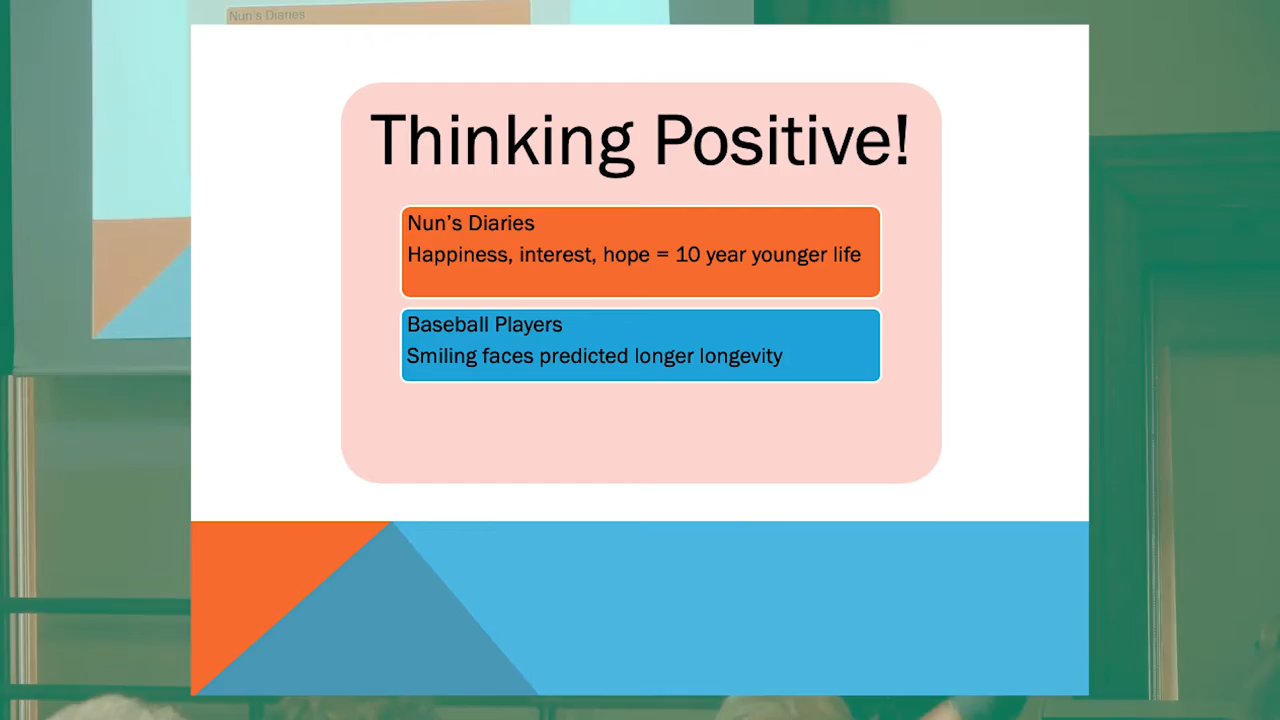 Nun's Diaries
Thinking Positive!
Nun's Diaries
Happiness, interest, hope = 10 year younger life
Baseball Players
Smiling faces predicted longer longevity